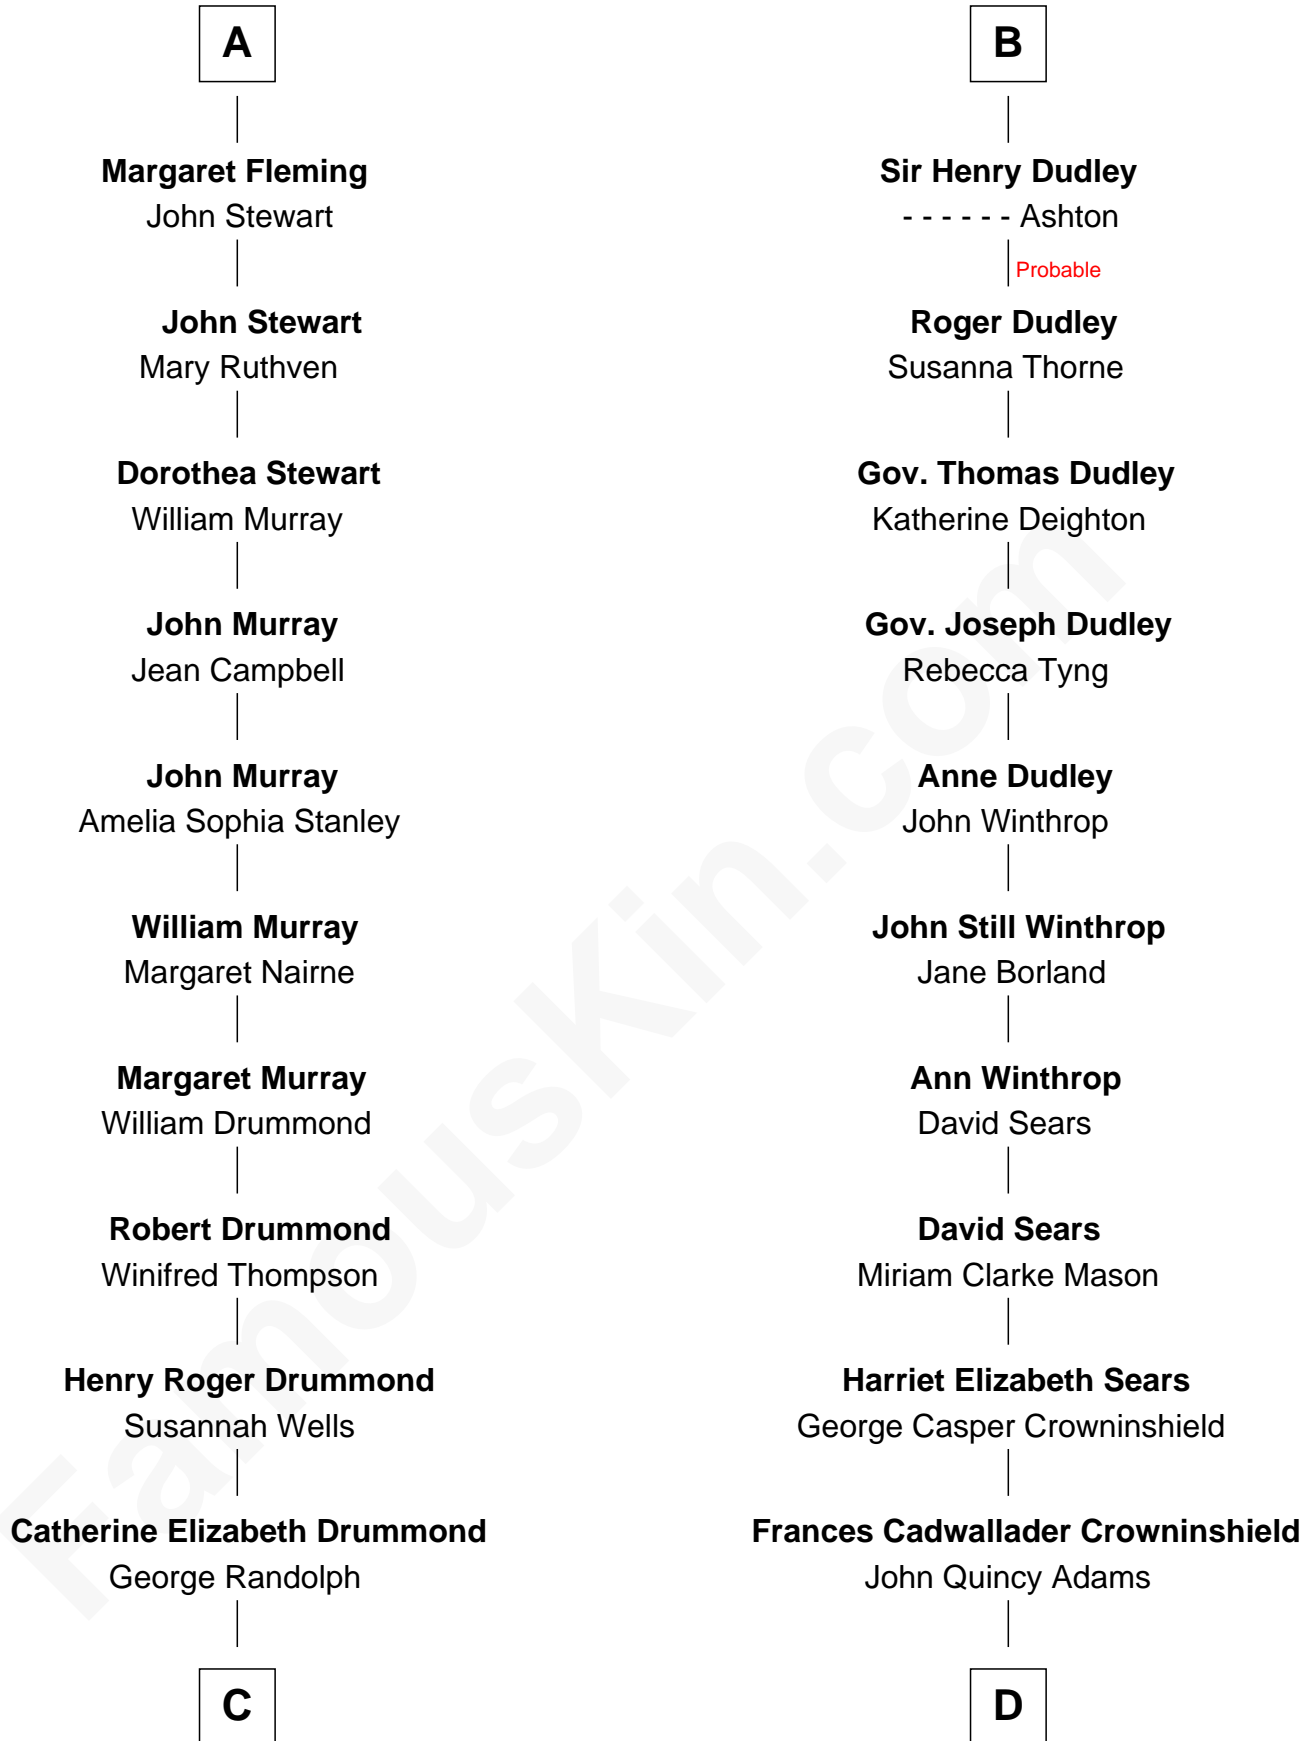 A
Margaret Fleming
John Stewart
John Stewart
Mary Ruthven
Dorothea Stewart
William Murray
John Murray
Jean Campbell
John Murray
Amelia Sophia Stanley
William Murray
Margaret Nairne
Margaret Murray
William Drummond
Robert Drummond
Winifred Thompson
Henry Roger Drummond
Susannah Wells
Catherine Elizabeth Drummond
George Randolph
C
B
Sir Henry Dudley
- - - - - - Ashton
Probable
Roger Dudley
Susanna Thorne
Gov. Thomas Dudley
Katherine Deighton
Gov. Joseph Dudley
Rebecca Tyng
Anne Dudley
John Winthrop
John Still Winthrop
Jane Borland
Ann Winthrop
David Sears
David Sears
Miriam Clarke Mason
Harriet Elizabeth Sears
George Casper Crowninshield
Frances Cadwallader Crowninshield
John Quincy Adams
D
FamousKin.com